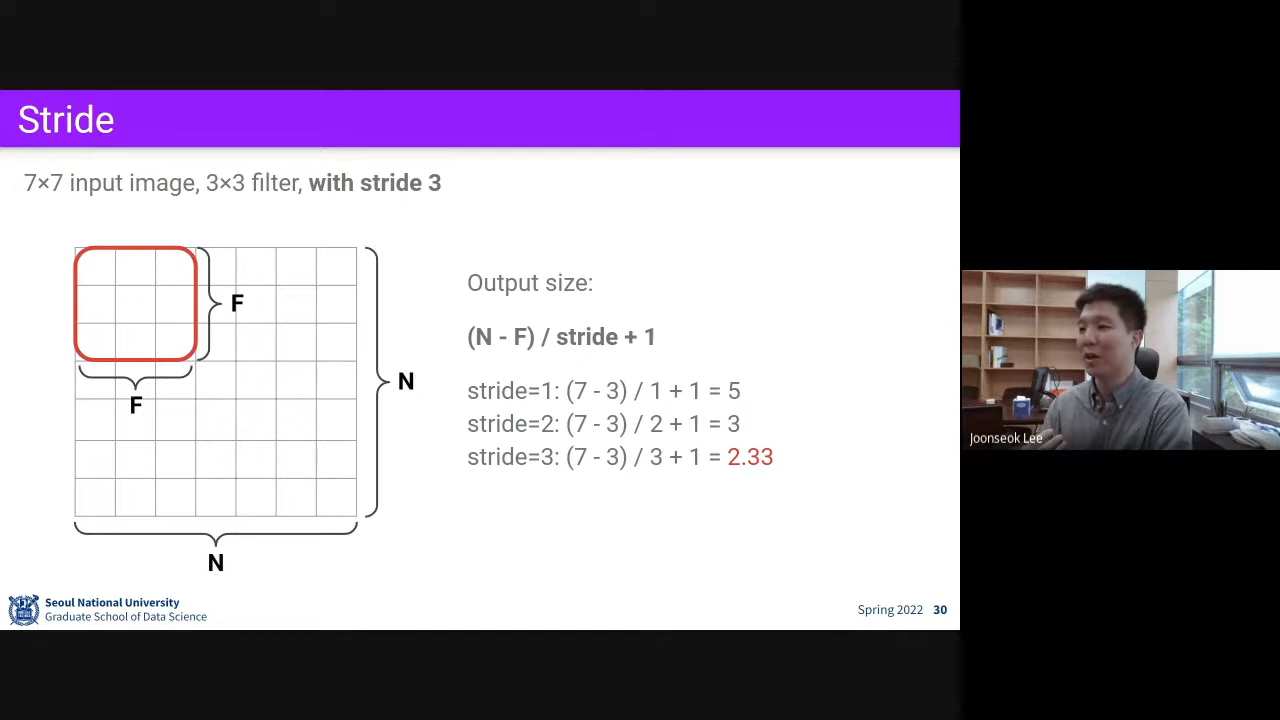 Stride
7×7 input image, 3×3 filter, with stride 3
F
F
N
N
Output size:
(N - F) / stride + 1
stride=1: (7 - 3) / 1 + 1 = 5
stride=2: (7 - 3) / 2 + 1 = 3
stride=3: (7 - 3) / 3 + 1 = 2.33
Joonseok Lee
Seoul National University
Graduate School of Data Science
Spring 2022 30